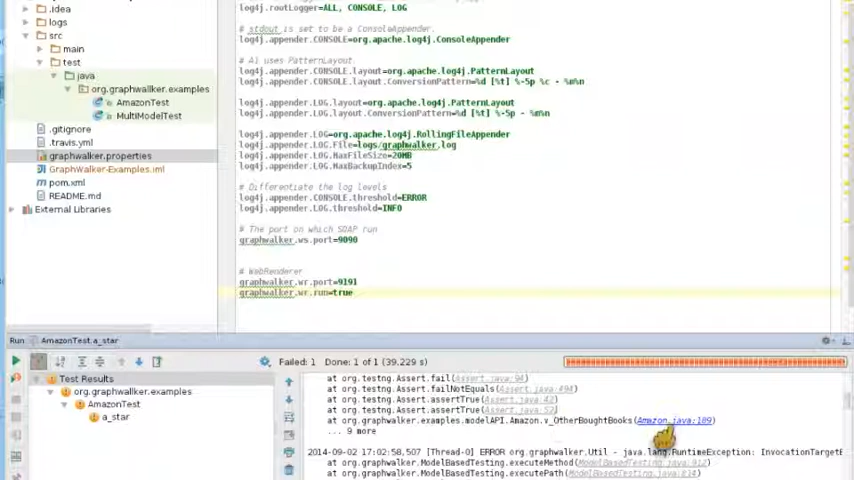 .idea
logs
src
main
test
java
org.graphwalker.examples
AmazonTest
MultiModelTest
.gitignore
.travis.yml
graphwalker.properties
GraphWalker-Examples.iml
pom.xml
README.md
External Libraries
log4j.rootLogger=ALL, CONSOLE, LOG
# stdout is set to be a ConsoleAppender.
log4j.appender.CONSOLE=org.apache.log4j.ConsoleAppender
# A1 uses PatternLayout.
log4j.appender.CONSOLE.layout=org.apache.log4j.PatternLayout
log4j.appender.CONSOLE.layout.ConversionPattern=%d [%t] %-5p %c - %m%n
log4j.appender.LOG.layout=org.apache.log4j.PatternLayout
log4j.appender.LOG.layout.ConversionPattern=%d [%t] %-5p - %m%n
log4j.appender.LOG=org.apache.log4j.RollingFileAppender
log4j.appender.LOG.File=logs/graphwalker.log
log4j.appender.LOG.MaxFileSize=20MB
log4j.appender.LOG.MaxBackupIndex=5
# Differentiate the log levels
log4j.appender.CONSOLE.threshold=ERROR
log4j.appender.LOG.threshold=INFO
# The port on which SOAP run
graphwalker.ws.port=9090
# WebRenderer
graphwalker.wr.port=9191
graphwalker.wr.run=true
Run: AmazonTest.a_star
Failed: 1 Done: 1 of 1 (39.229 s)
Test Results
org.graphwalker.examples
AmazonTest
a_star
at org.testng.Assert.fail(Assert.java:94)
at org.testng.Assert.failNotEquals(Assert.java:494)
at org.testng.Assert.assertTrue(Assert.java:42)
at org.testng.Assert.assertTrue(Assert.java:52)
at org.graphwalker.examples.modelAPI.Amazon.v_OtherBoughtBooks(Amazon.java:189)
... 9 more
2014-09-02 17:02:58,507 [Thread-0] ERROR org.graphwalker.Util - java.lang.RuntimeException: InvocationTargetE
at org.graphwalker.ModelBasedTesting.executeMethod(ModelBasedTesting.java:912)
at org.graphwalker.ModelBasedTesting.executePath(ModelBasedTesting.java:814)